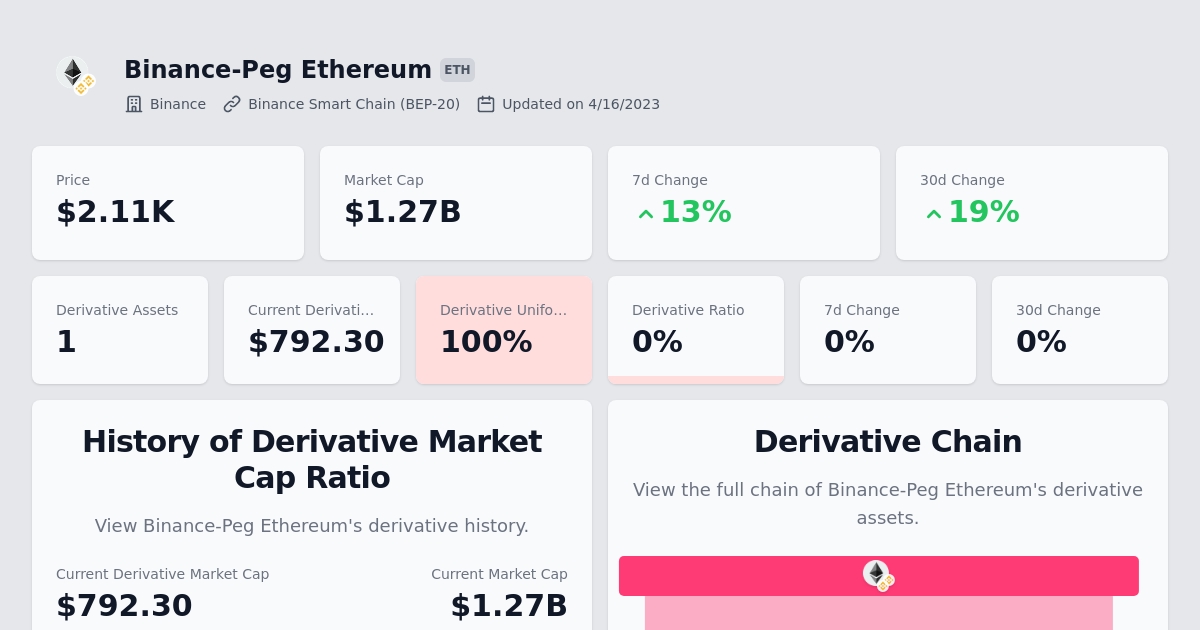 Binance-Peg Ethereum ETH
Binance Binance Smart Chain (BEP-20) Updated on 4/16/2023
Price
$2.11K
Market Cap
$1.27B
7d Change
13%
30d Change
19%
Derivative Assets
1
Current Derivati...
$792.30
Derivative Unifo...
100%
Derivative Ratio
0%
7d Change
0%
30d Change
0%
History of Derivative Market
Cap Ratio
View Binance-Peg Ethereum's derivative history.
Current Derivative Market Cap
$792.30
Current Market Cap
$1.27B
Derivative Chain
View the full chain of Binance-Peg Ethereum's derivative
assets.